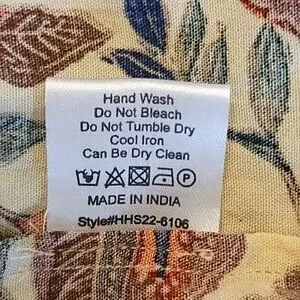 Hand Wash
Do Not Bleach
Do Not Tumble Dry
Cool Iron
Can Be Dry Clean
P
MADE IN INDIA
Style#HHS22-6106